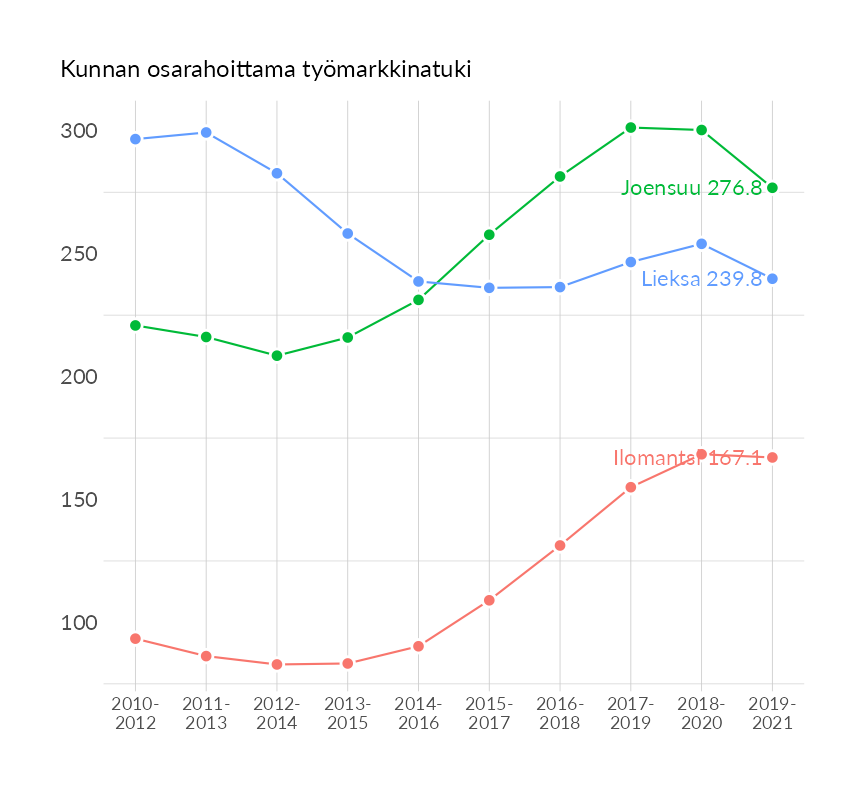 Kunnan osarahoittama työmarkkinatuki
300
Joensuu 276.8
250
Lieksa 239.8
200
Ilomantsi 167.1
150
100
2010- 2011- 2012- 2013- 2014- 2015- 2016- 2017- 2018- 2019-
2012 2013 2014 2015 2016 2017 2018 2019 2020 2021